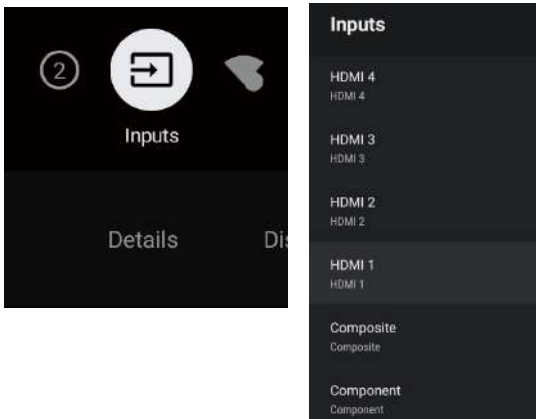 2
Inputs
Details
Dis
Inputs
HDMI 4
HDMI 4
HDMI 3
HDMI 3
HDMI 2
HDMI 2
HDMI 1
HDMI 1
Composite
Composite
Component
Component